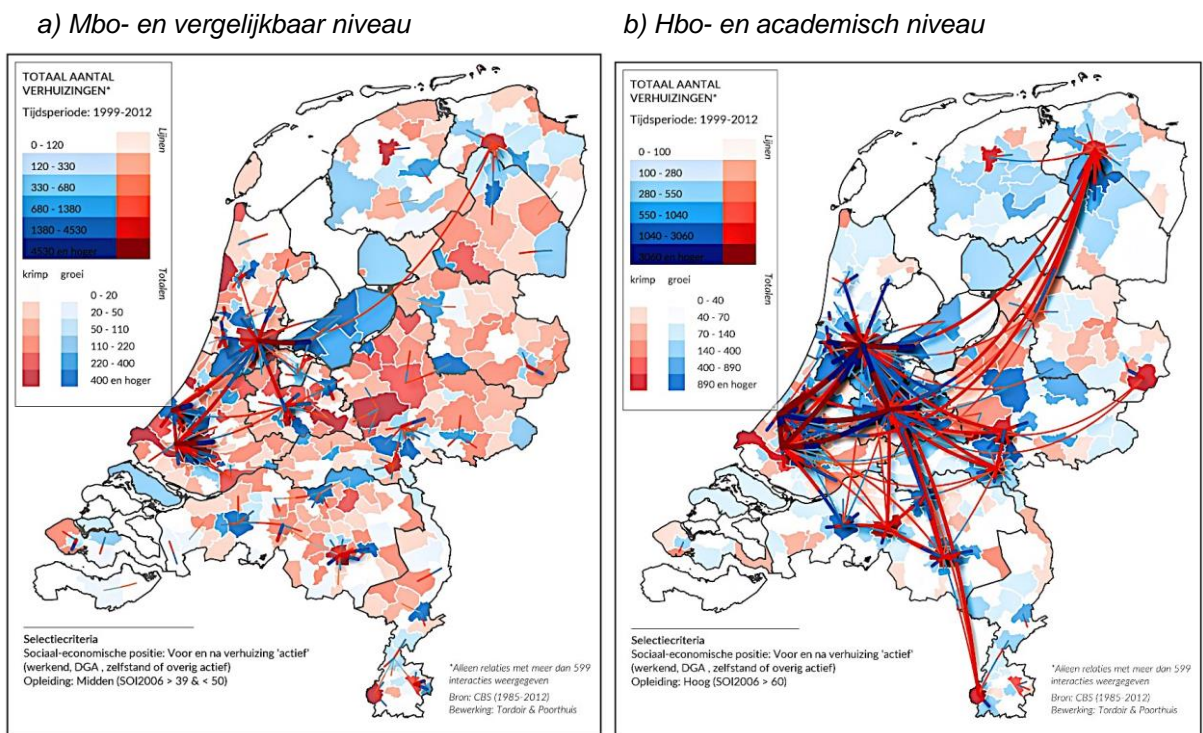 a) Mbo- en vergelijkbaar niveau
TOTAAL AANTAL
VERHUIZINGEN*
Tijdsperiode: 1999-2012
Lijnen
0 - 120
120 - 330
330 - 680
680 - 1380
1380 - 4530
4530 en hoger
Totalen
krimp groei
0 - 20
20 - 50
50 - 110
110 - 220
220 - 400
400 en hoger
Selectiecriteria
Sociaal-economische positie: Voor en na verhuizing 'actief'
(werkend, DGA , zelfstand of overig actief)
Opleiding: Midden (SOI2006 > 39 & < 50)
*Alleen relaties met meer dan 599
interacties weergegeven
Bron: CBS (1985-2012)
Bewerking: Tordoir & Poorthuis
b) Hbo- en academisch niveau
TOTAAL AANTAL
VERHUIZINGEN*
Tijdsperiode: 1999-2012
Lijnen
0 - 100
100 - 280
280 - 550
550 - 1040
1040 - 3060
3060 en hoger
Totalen
krimp groei
0 - 40
40 - 70
70 - 140
140 - 400
400 - 890
890 en hoger
Selectiecriteria
Sociaal-economische positie: Voor en na verhuizing 'actief'
(werkend, DGA , zelfstand of overig actief)
Opleiding: Hoog (SOI2006 > 60)
*Alleen relaties met meer dan 599
interacties weergegeven
Bron: CBS (1985-2012)
Bewerking: Tordoir & Poorthuis